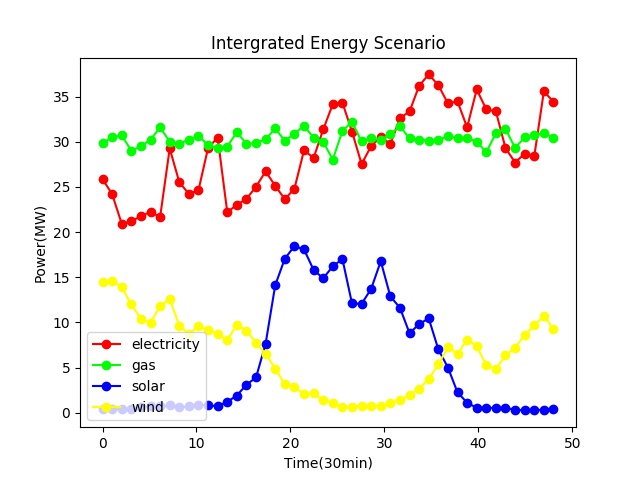 Intergrated Energy Scenario
Power(MW)
35
30
25
20
15
10
5
0
electricity
gas
solar
wind
0 10 20 30 40 50
Time(30min)